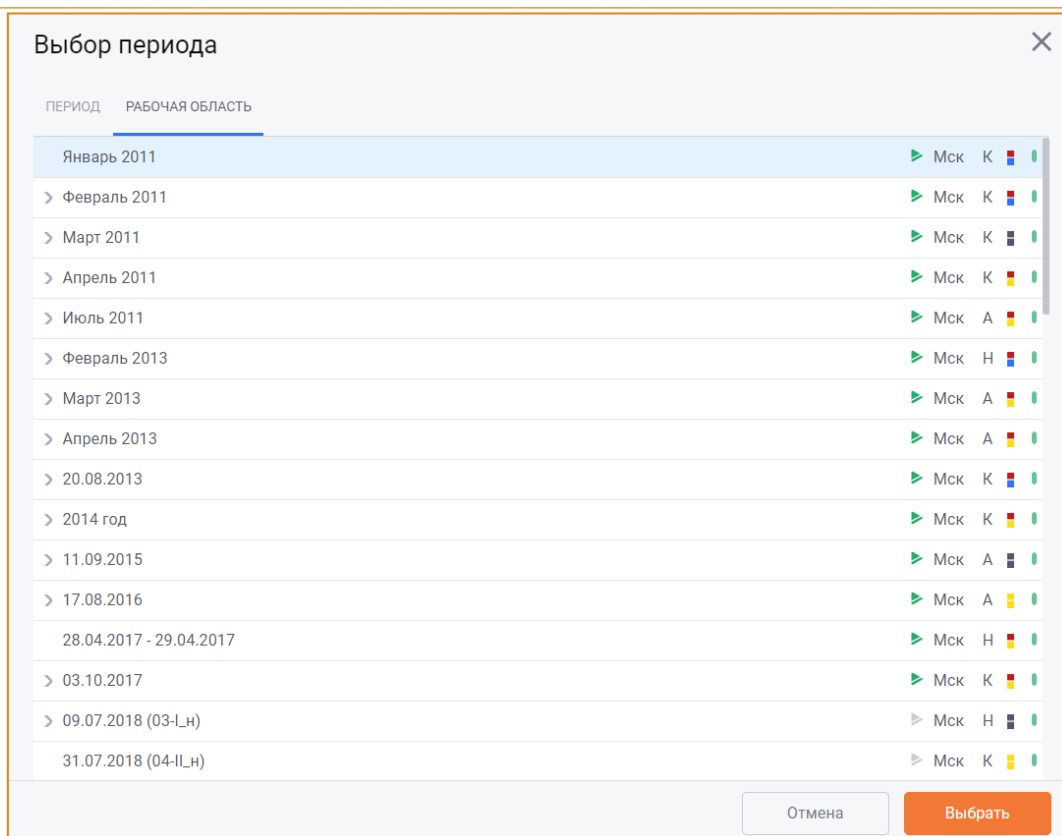 Выбор периода
ПЕРИОД РАБОЧАЯ ОБЛАСТЬ
Январь 2011 Мск К
Февраль 2011 Мск К
Март 2011 Мск К
Апрель 2011 Мск К
Июль 2011 Мск А
Февраль 2013 Мск Н
Март 2013 Мск А
Апрель 2013 Мск А
20.08.2013 Мск К
2014 год Мск К
11.09.2015 Мск А
17.08.2016 Мск А
28.04.2017 - 29.04.2017 Мск Н
03.10.2017 Мск К
09.07.2018 (03-I_н) Мск Н
31.07.2018 (04-II_н) Мск К
Отмена Выбрать